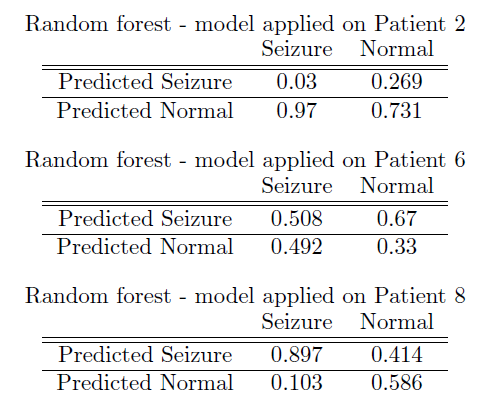 Random forest - model applied on Patient 2
Seizure Normal
Predicted Seizure 0.03 0.269
Predicted Normal 0.97 0.731
Random forest - model applied on Patient 6
Seizure Normal
Predicted Seizure 0.508 0.67
Predicted Normal 0.492 0.33
Random forest - model applied on Patient 8
Seizure Normal
Predicted Seizure 0.897 0.414
Predicted Normal 0.103 0.586